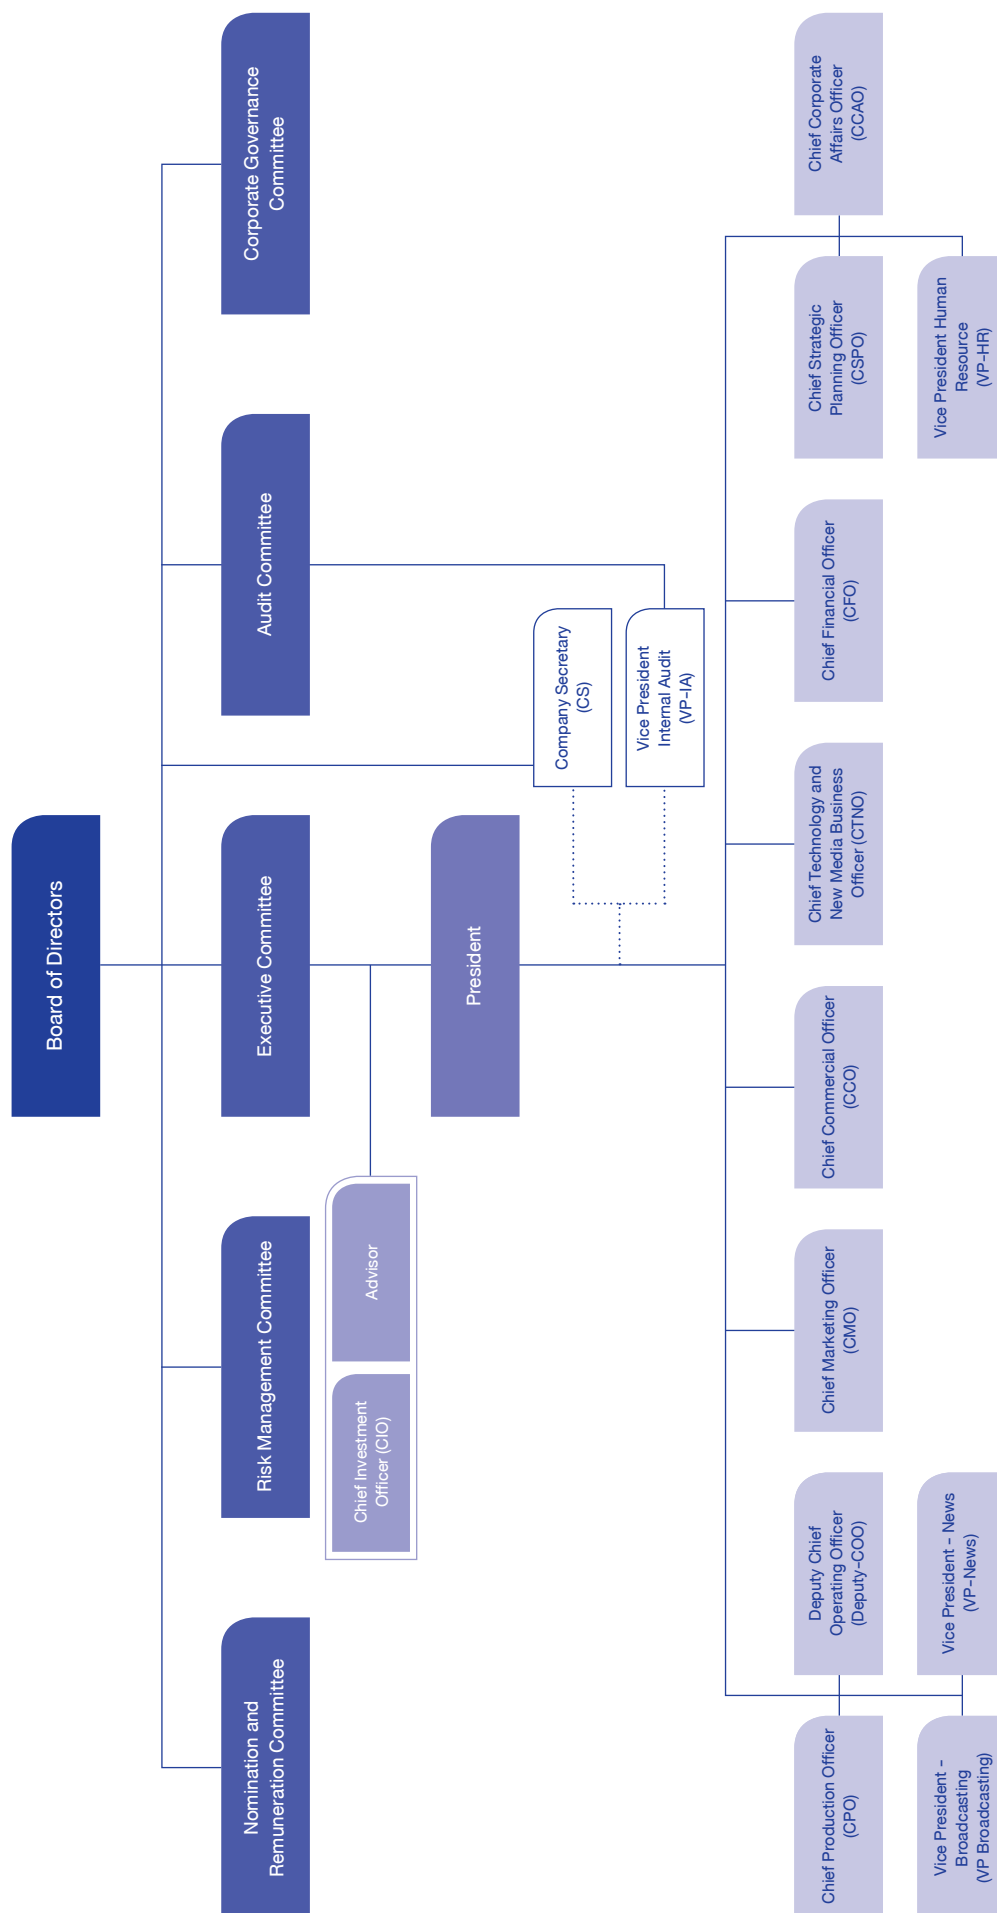 Board of Directors
Nomination and
Remuneration Committee
Risk Management Committee
Executive Committee
Audit Committee
Corporate Governance
Committee
Chief Investment
Officer (CIO)
Advisor
President
Company Secretary
(CS)
Vice President
Internal Audit
(VP-IA)
Chief Production Officer
(CPO)
Deputy Chief
Operating Officer
(Deputy-COO)
Chief Marketing Officer
(CMO)
Chief Commercial Officer
(CCO)
Chief Technology and
New Media Business
Officer (CTNO)
Chief Financial Officer
(CFO)
Chief Strategic
Planning Officer
(CSPO)
Chief Corporate
Affairs Officer
(CCAO)
Vice President -
Broadcasting
(VP Broadcasting)
Vice President - News
(VP-News)
Vice President Human
Resource
(VP-HR)